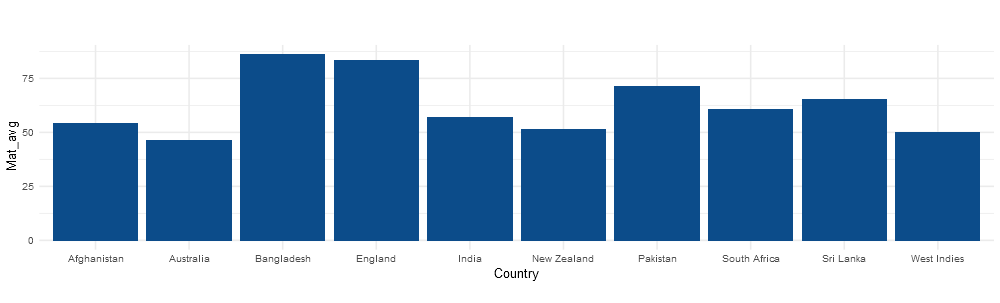 Mat_avg
75
50
25
0
Afghanistan Australia Bangladesh England India New Zealand Pakistan South Africa Sri Lanka West Indies
Country